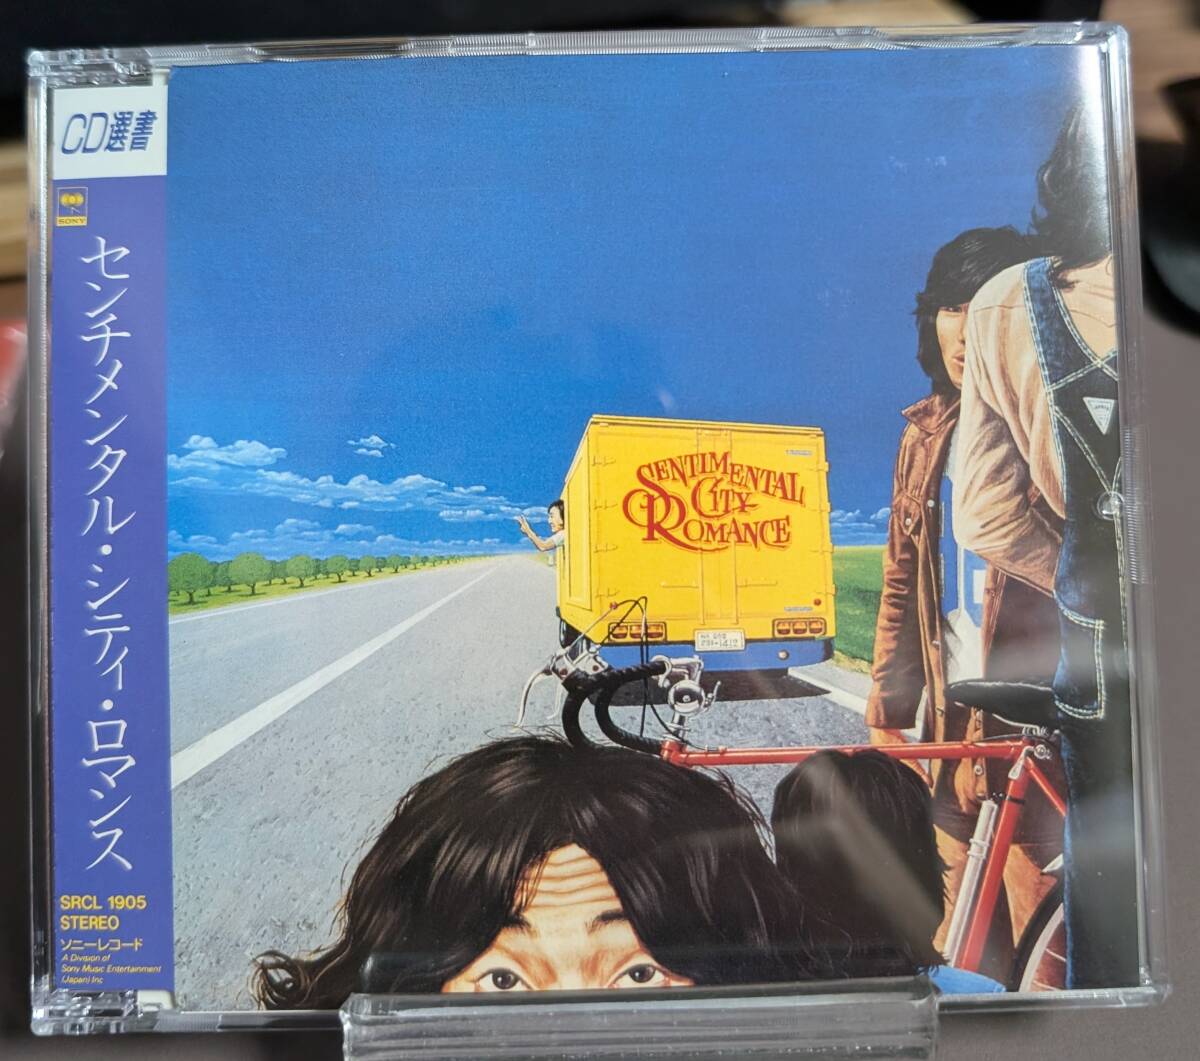 CD選書
SONY
センチメンタル・シティ・ロマンス
SRCL 1905
STEREO
ソニーレコード
A Division of
Sony Music Entertainment
(Japan) Inc
SENTIMENTAL
CITY
ROMANCE